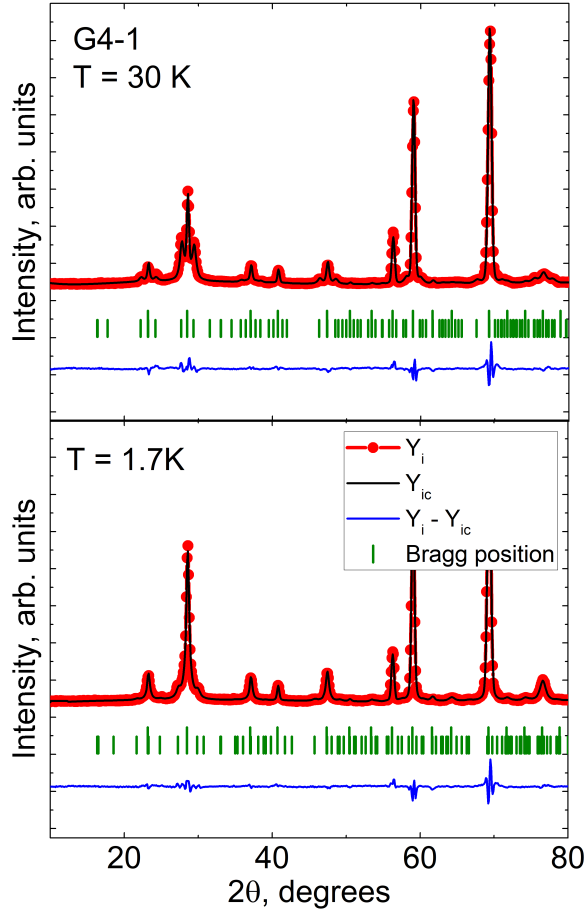 G4-1
T = 30 K
Intensity, arb. units
T = 1.7K
Y_i
Y_ic
Y_i - Y_ic
Bragg position
Intensity, arb. units
20 40 60 80
2θ, degrees